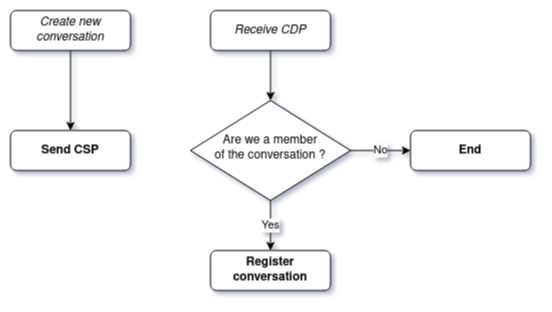 Create new
conversation
Receive CDP
Are we a member
of the conversation ?
No
Send CSP
End
Yes
Register
conversation